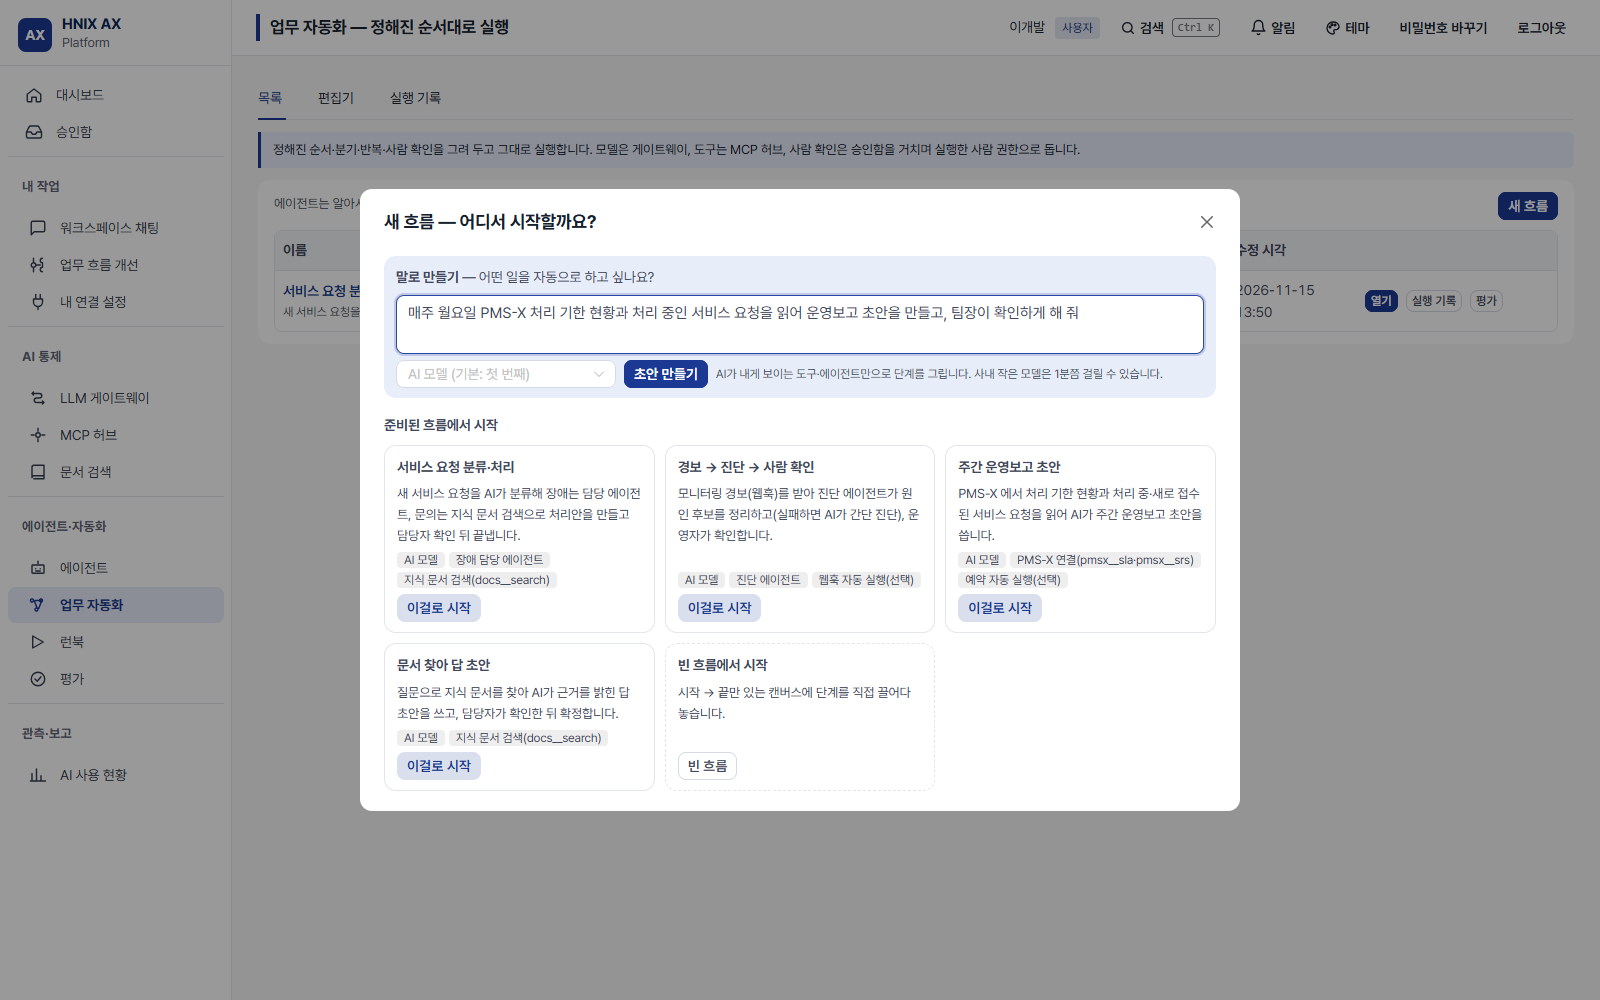 AX
HNIX AX
Platform
대시보드
승인함
내 작업
워크스페이스 채팅
업무 흐름 개선
내 연결 설정
AI 통제
LLM 게이트웨이
MCP 허브
문서 검색
에이전트·자동화
에이전트
업무 자동화
런북
평가
관측·보고
AI 사용 현황
업무 자동화 — 정해진 순서대로 실행
이개발 사용자 검색 Ctrl K 알림 테마 비밀번호 바꾸기 로그아웃
목록 편집기 실행 기록
정해진 순서·분기·반복·사람 확인을 그려 두고 그대로 실행합니다. 모델은 게이트웨이, 도구는 MCP 허브, 사람 확인은 승인함을 거치며 실행한 사람 권한으로 돕니다.
에이전트는 알아서
새 흐름
이름
수정 시각
서비스 요청 분
새 서비스 요청을
2026-11-15
13:50
열기 실행 기록 평가
새 흐름 — 어디서 시작할까요?
말로 만들기 — 어떤 일을 자동으로 하고 싶나요?
매주 월요일 PMS-X 처리 기한 현황과 처리 중인 서비스 요청을 읽어 운영보고 초안을 만들고, 팀장이 확인하게 해 줘
AI 모델 (기본: 첫 번째) 초안 만들기 AI가 내게 보이는 도구·에이전트만으로 단계를 그립니다. 사내 작은 모델은 1분쯤 걸릴 수 있습니다.
준비된 흐름에서 시작
서비스 요청 분류·처리
새 서비스 요청을 AI가 분류해 장애는 담당 에이전
트, 문의는 지식 문서 검색으로 처리안을 만들고
담당자 확인 뒤 끝냅니다.
AI 모델 장애 담당 에이전트
지식 문서 검색(docs__search)
이걸로 시작
경보 → 진단 → 사람 확인
모니터링 경보(웹훅)를 받아 진단 에이전트가 원
인 후보를 정리하고(실패하면 AI가 간단 진단), 운
영자가 확인합니다.
AI 모델 진단 에이전트 웹훅 자동 실행(선택)
이걸로 시작
주간 운영보고 초안
PMS-X 에서 처리 기한 현황과 처리 중·새로 접수
된 서비스 요청을 읽어 AI가 주간 운영보고 초안을
씁니다.
AI 모델 PMS-X 연결(pmsx__sla·pmsx__srs)
예약 자동 실행(선택)
이걸로 시작
문서 찾아 답 초안
질문으로 지식 문서를 찾아 AI가 근거를 밝힌 답
초안을 쓰고, 담당자가 확인한 뒤 확정합니다.
AI 모델 지식 문서 검색(docs__search)
이걸로 시작
빈 흐름에서 시작
시작 → 끝만 있는 캔버스에 단계를 직접 끌어다
놓습니다.
빈 흐름